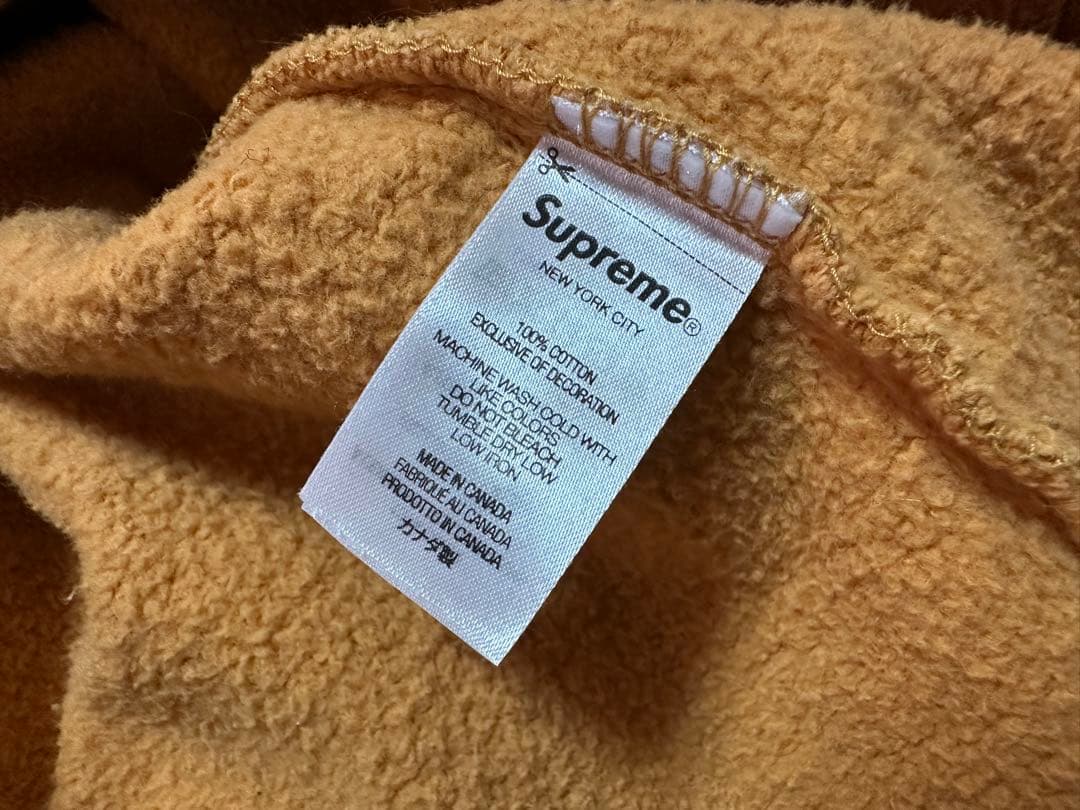 Supreme®
NEW YORK CITY
100% COTTON
EXCLUSIVE OF DECORATION
MACHINE WASH COLD WITH
LIKE COLORS
DO NOT BLEACH
TUMBLE DRY LOW
LOW IRON
MADE IN CANADA
FABRIQUÉ AU CANADA
PRODOTTO IN CANADA
カナダ製